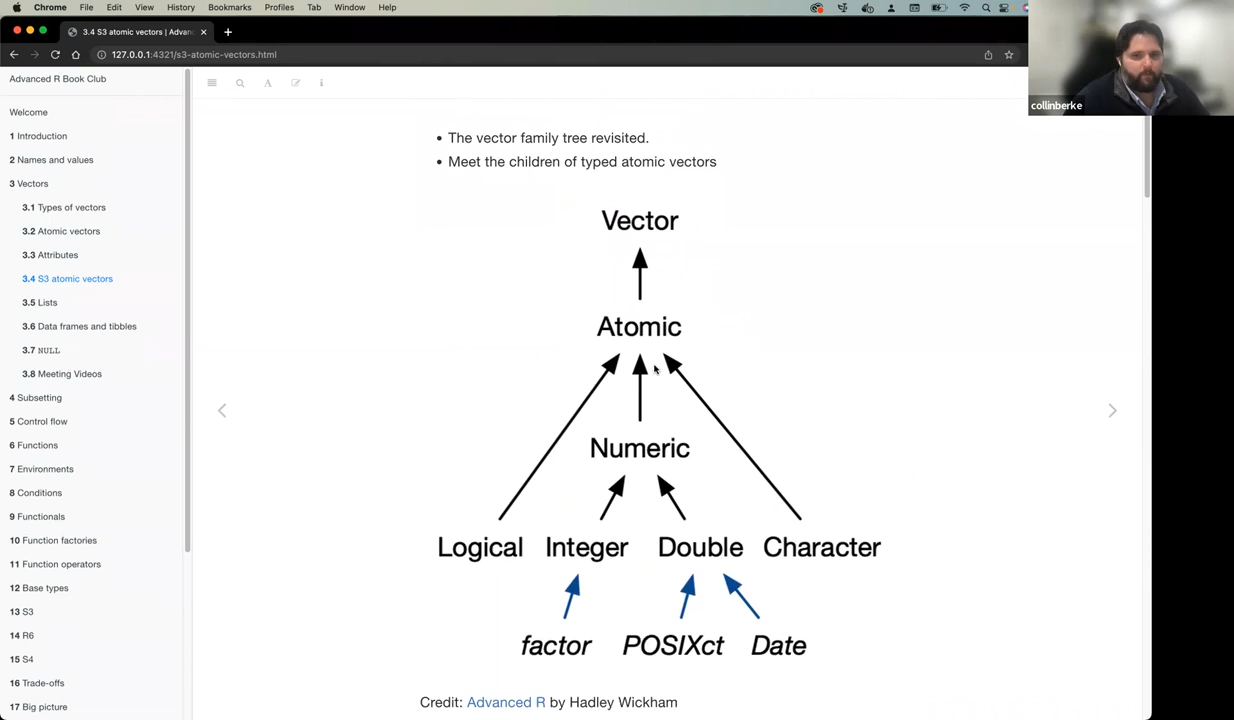 Chrome File Edit View History Bookmarks Profiles Tab Window Help
3.4 S3 atomic vectors | Advan
127.0.0.1:4321/s3-atomic-vectors.html
collinberke
Advanced R Book Club
Welcome
1 Introduction
2 Names and values
3 Vectors
3.1 Types of vectors
3.2 Atomic vectors
3.3 Attributes
3.4 S3 atomic vectors
3.5 Lists
3.6 Data frames and tibbles
3.7 NULL
3.8 Meeting Videos
4 Subsetting
5 Control flow
6 Functions
7 Environments
8 Conditions
9 Functionals
10 Function factories
11 Function operators
12 Base types
13 S3
14 R6
15 S4
16 Trade-offs
17 Big picture
• The vector family tree revisited.
• Meet the children of typed atomic vectors
Vector
Atomic
Numeric
Logical Integer Double Character
factor POSIXct Date
Credit: Advanced R by Hadley Wickham